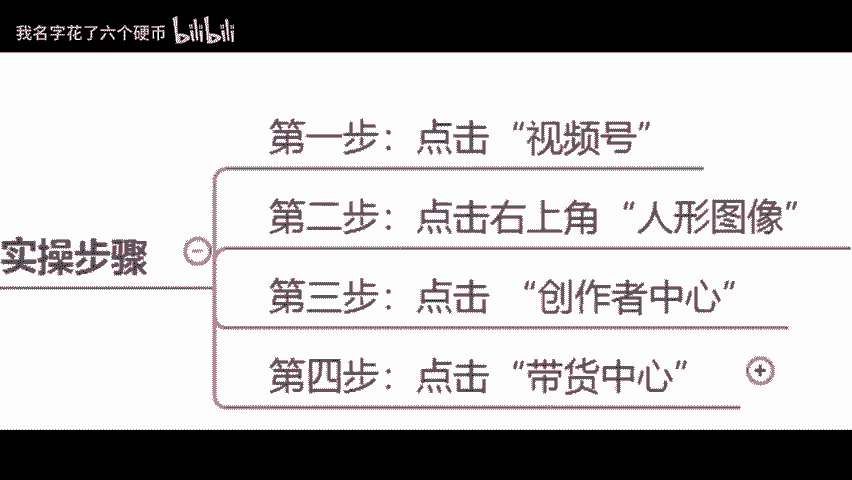 我名字花了六个硬币 bilibili
第一步：点击“视频号”
第二步：点击右上角“人形图像”
实操步骤
第三步：点击 “创作者中心”
第四步：点击“带货中心”